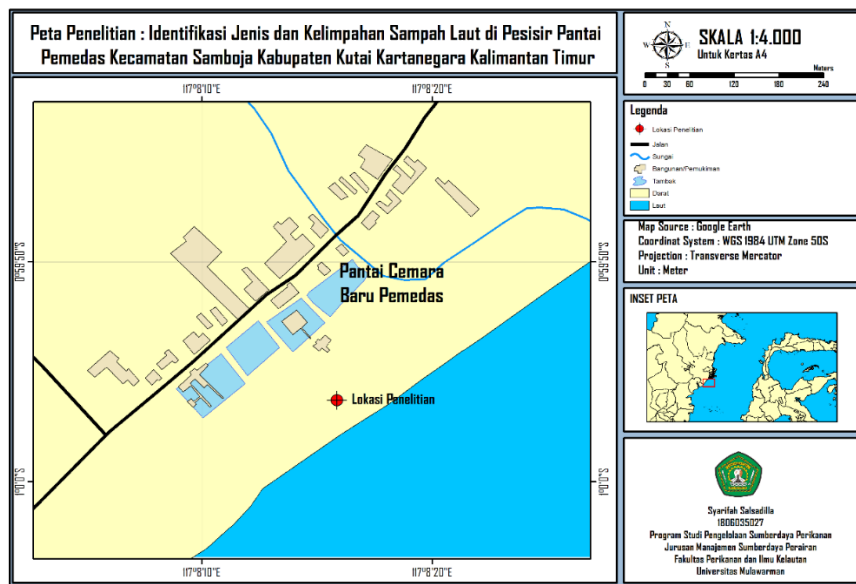 Peta Penelitian : Identifikasi Jenis dan Kelimpahan Sampah Laut di Pesisir Pantai
Pemedas Kecamatan Samboja Kabupaten Kutai Kartanegara Kalimantan Timur
N
W E
S
SKALA 1:4.000
Untuk Kertas A4
Meters
0 30 60 120 180 240
117°8'10"E 117°8'20"E
0°59'50"S
0°59'50"S
1°0'0"S
1°0'0"S
Pantai Cemara
Baru Pemedas
Lokasi Penelitian
117°8'10"E 117°8'20"E
Legenda
Lokasi Penelitian
Jalan
Sungai
Bangunan/Pemukiman
Tambak
Darat
Laut
Map Source : Google Earth
Coordinat System : WGS 1984 UTM Zone 50S
Projection : Transverse Mercator
Unit : Meter
INSET PETA
Syarifah Salsadilla
1806035027
Program Studi Pengelolaan Sumberdaya Perikanan
Jurusan Manajemen Sumberdaya Perairan
Fakultas Perikanan dan Ilmu Kelautan
Universitas Mulawarman